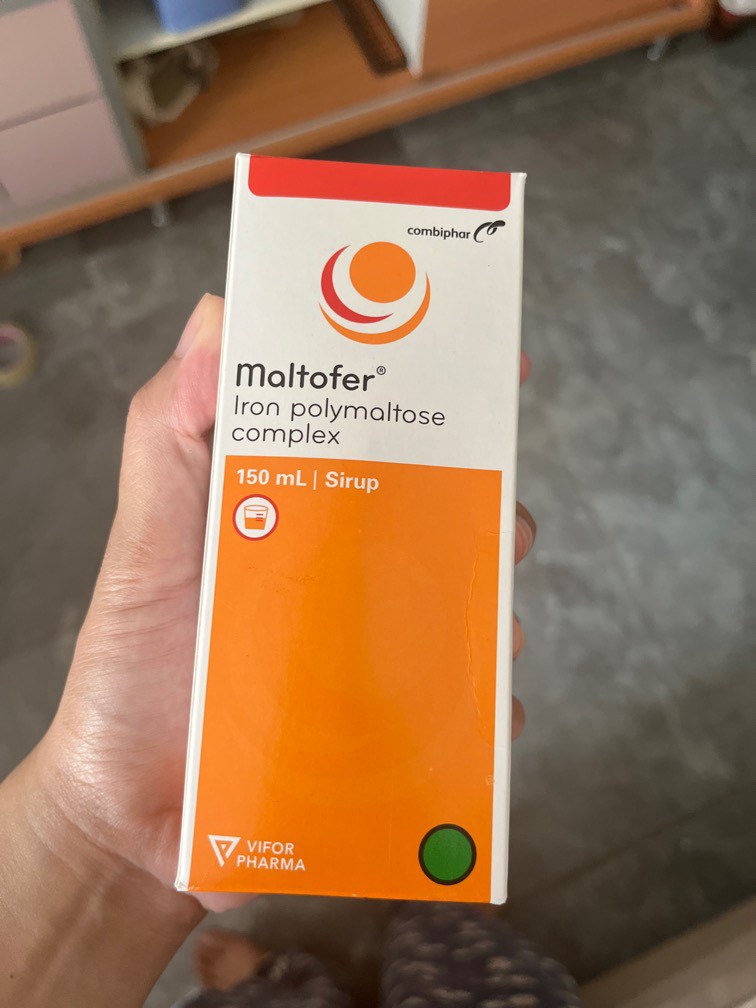 combiphar
Maltofer®
Iron polymaltose
complex
150 mL | Sirup
VIFOR
PHARMA